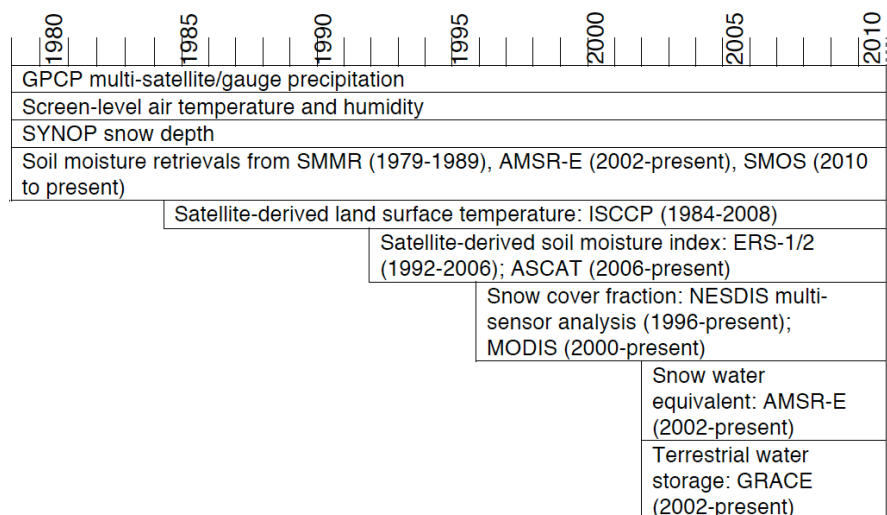 1980
1985
1990
1995
2000
2005
2010
GPCP multi-satellite/gauge precipitation
Screen-level air temperature and humidity
SYNOP snow depth
Soil moisture retrievals from SMMR (1979-1989), AMSR-E (2002-present), SMOS (2010
to present)
Satellite-derived land surface temperature: ISCCP (1984-2008)
Satellite-derived soil moisture index: ERS-1/2
(1992-2006); ASCAT (2006-present)
Snow cover fraction: NESDIS multi-
sensor analysis (1996-present);
MODIS (2000-present)
Snow water
equivalent: AMSR-E
(2002-present)
Terrestrial water
storage: GRACE
(2002-present)